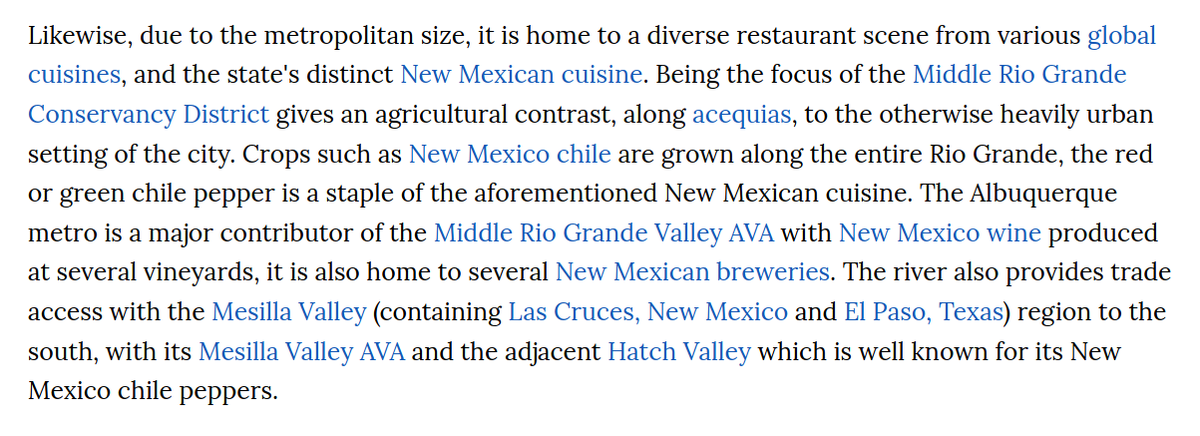 Likewise, due to the metropolitan size, it is home to a diverse restaurant scene from various global
cuisines, and the state's distinct New Mexican cuisine. Being the focus of the Middle Rio Grande
Conservancy District gives an agricultural contrast, along acequias, to the otherwise heavily urban
setting of the city. Crops such as New Mexico chile are grown along the entire Rio Grande, the red
or green chile pepper is a staple of the aforementioned New Mexican cuisine. The Albuquerque
metro is a major contributor of the Middle Rio Grande Valley AVA with New Mexico wine produced
at several vineyards, it is also home to several New Mexican breweries. The river also provides trade
access with the Mesilla Valley (containing Las Cruces, New Mexico and El Paso, Texas) region to the
south, with its Mesilla Valley AVA and the adjacent Hatch Valley which is well known for its New
Mexico chile peppers.